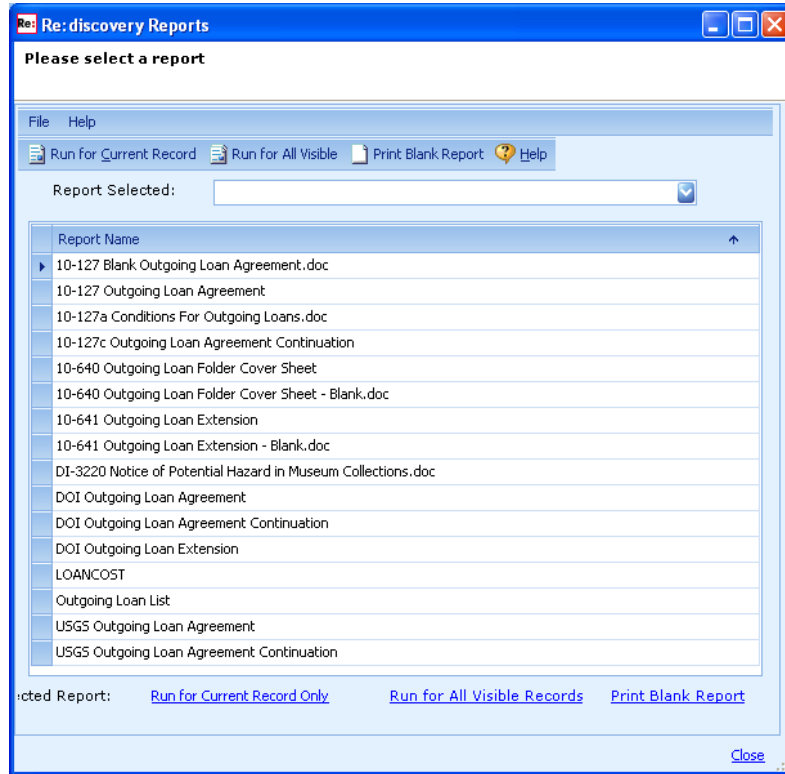 Re: Re:discovery Reports
Please select a report
File Help
Run for Current Record Run for All Visible Print Blank Report Help
Report Selected:
Report Name
10-127 Blank Outgoing Loan Agreement.doc
10-127 Outgoing Loan Agreement
10-127a Conditions For Outgoing Loans.doc
10-127c Outgoing Loan Agreement Continuation
10-640 Outgoing Loan Folder Cover Sheet
10-640 Outgoing Loan Folder Cover Sheet - Blank.doc
10-641 Outgoing Loan Extension
10-641 Outgoing Loan Extension - Blank.doc
DI-3220 Notice of Potential Hazard in Museum Collections.doc
DOI Outgoing Loan Agreement
DOI Outgoing Loan Agreement Continuation
DOI Outgoing Loan Extension
LOANCOST
Outgoing Loan List
USGS Outgoing Loan Agreement
USGS Outgoing Loan Agreement Continuation
cted Report: Run for Current Record Only Run for All Visible Records Print Blank Report
Close